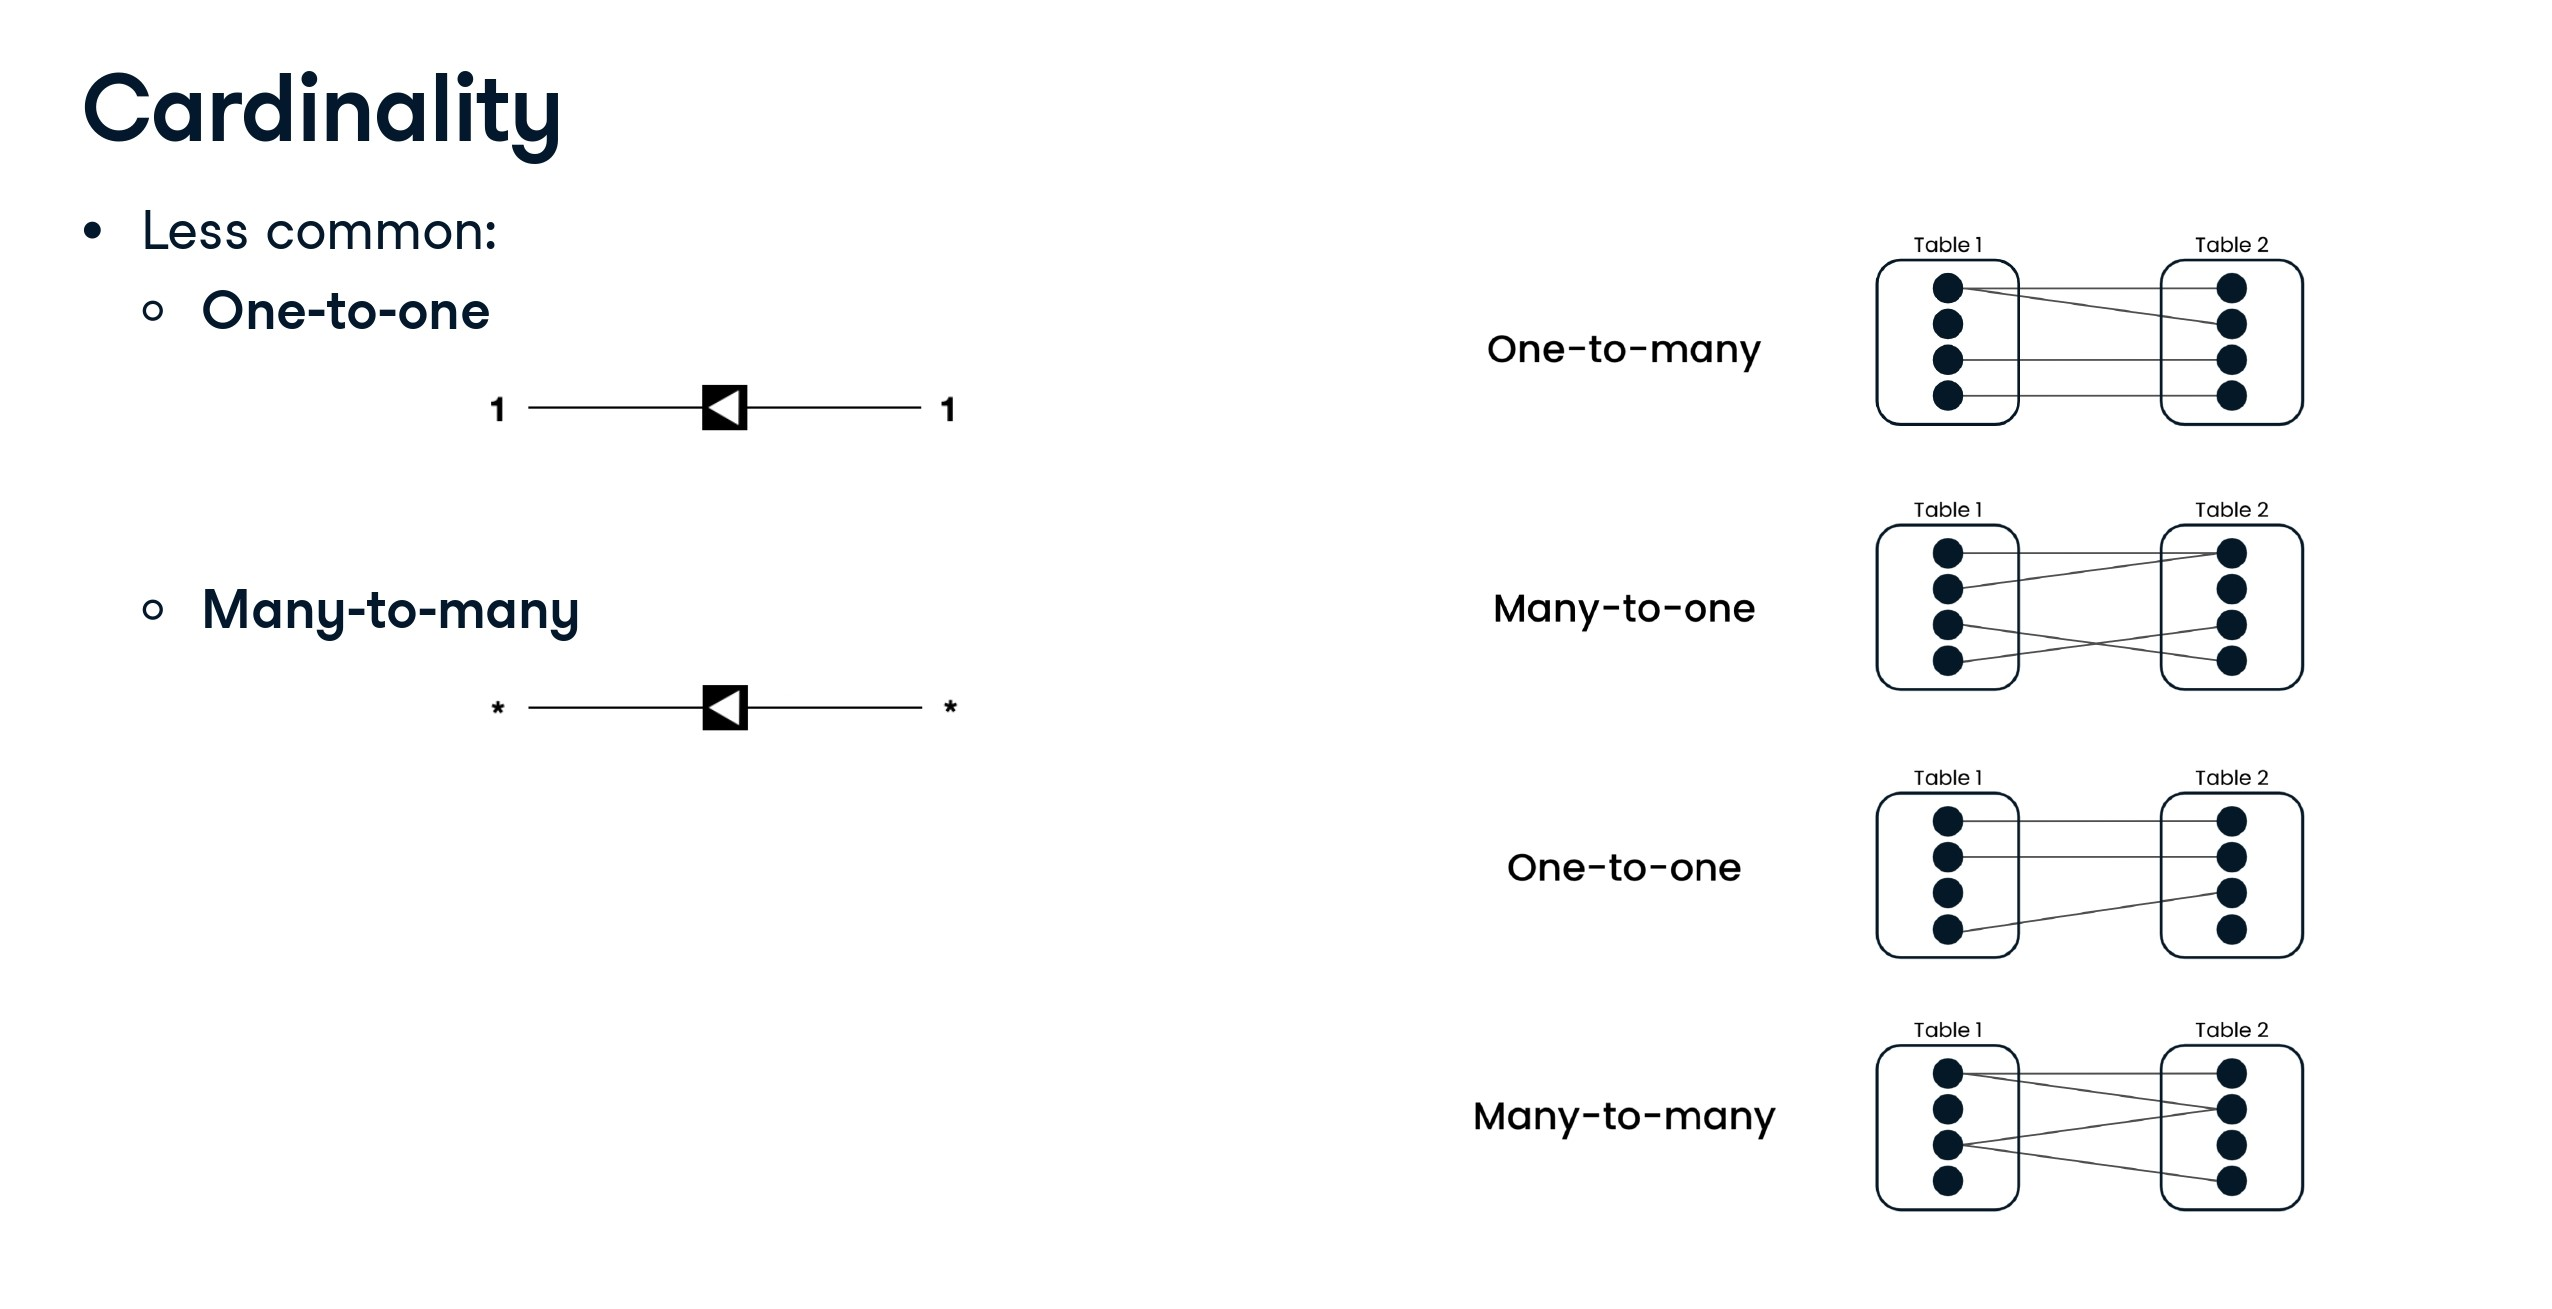 Cardinality
• Less common:
○ One-to-one
1 1
○ Many-to-many
* *
Table 1 Table 2
One-to-many
Table 1 Table 2
Many-to-one
Table 1 Table 2
One-to-one
Table 1 Table 2
Many-to-many